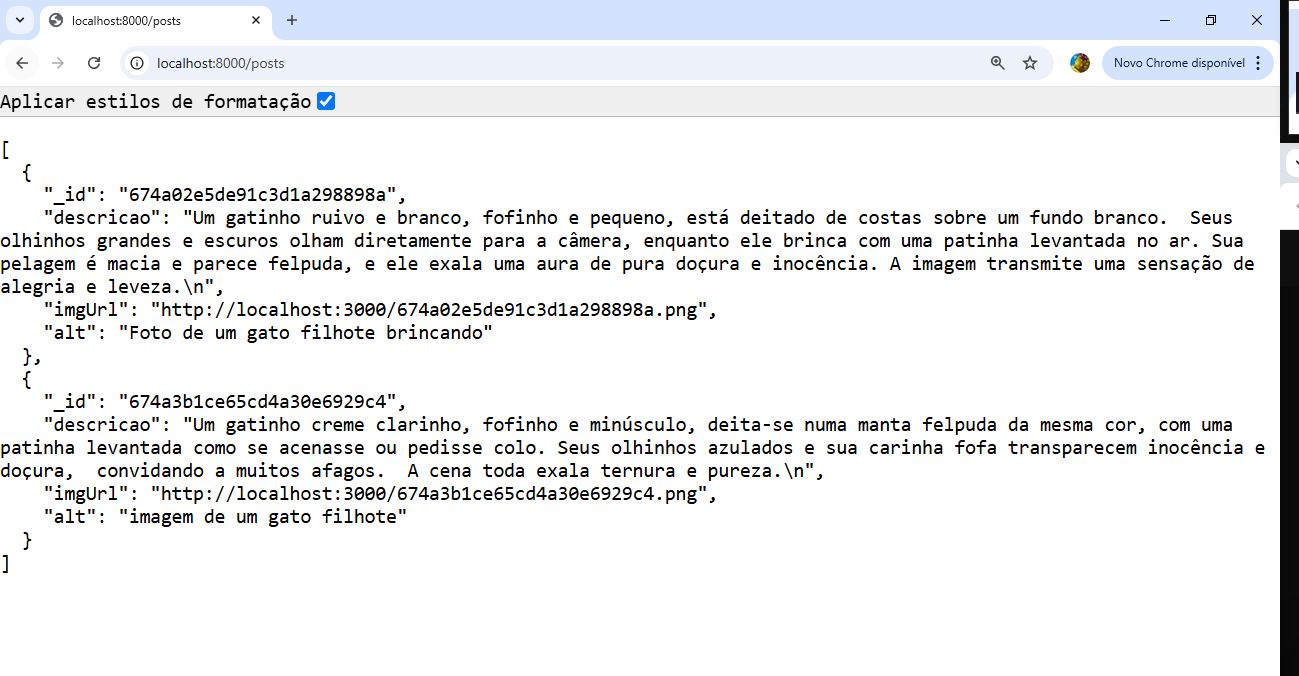 localhost:8000/posts
localhost:8000/posts
Novo Chrome disponível
Aplicar estilos de formatação
[
  {
    "_id": "674a02e5de91c3d1a298898a",
    "descricao": "Um gatinho ruivo e branco, fofinho e pequeno, está deitado de costas sobre um fundo branco.  Seus
olhinhos grandes e escuros olham diretamente para a câmera, enquanto ele brinca com uma patinha levantada no ar. Sua
pelagem é macia e parece felpuda, e ele exala uma aura de pura doçura e inocência. A imagem transmite uma sensação de
alegria e leveza.\n",
    "imgUrl": "http://localhost:3000/674a02e5de91c3d1a298898a.png",
    "alt": "Foto de um gato filhote brincando"
  },
  {
    "_id": "674a3b1ce65cd4a30e6929c4",
    "descricao": "Um gatinho creme clarinho, fofinho e minúsculo, deita-se numa manta felpuda da mesma cor, com uma
patinha levantada como se acenasse ou pedisse colo. Seus olhinhos azulados e sua carinha fofa transparecem inocência e
doçura,  convidando a muitos afagos.  A cena toda exala ternura e pureza.\n",
    "imgUrl": "http://localhost:3000/674a3b1ce65cd4a30e6929c4.png",
    "alt": "imagem de um gato filhote"
  }
]